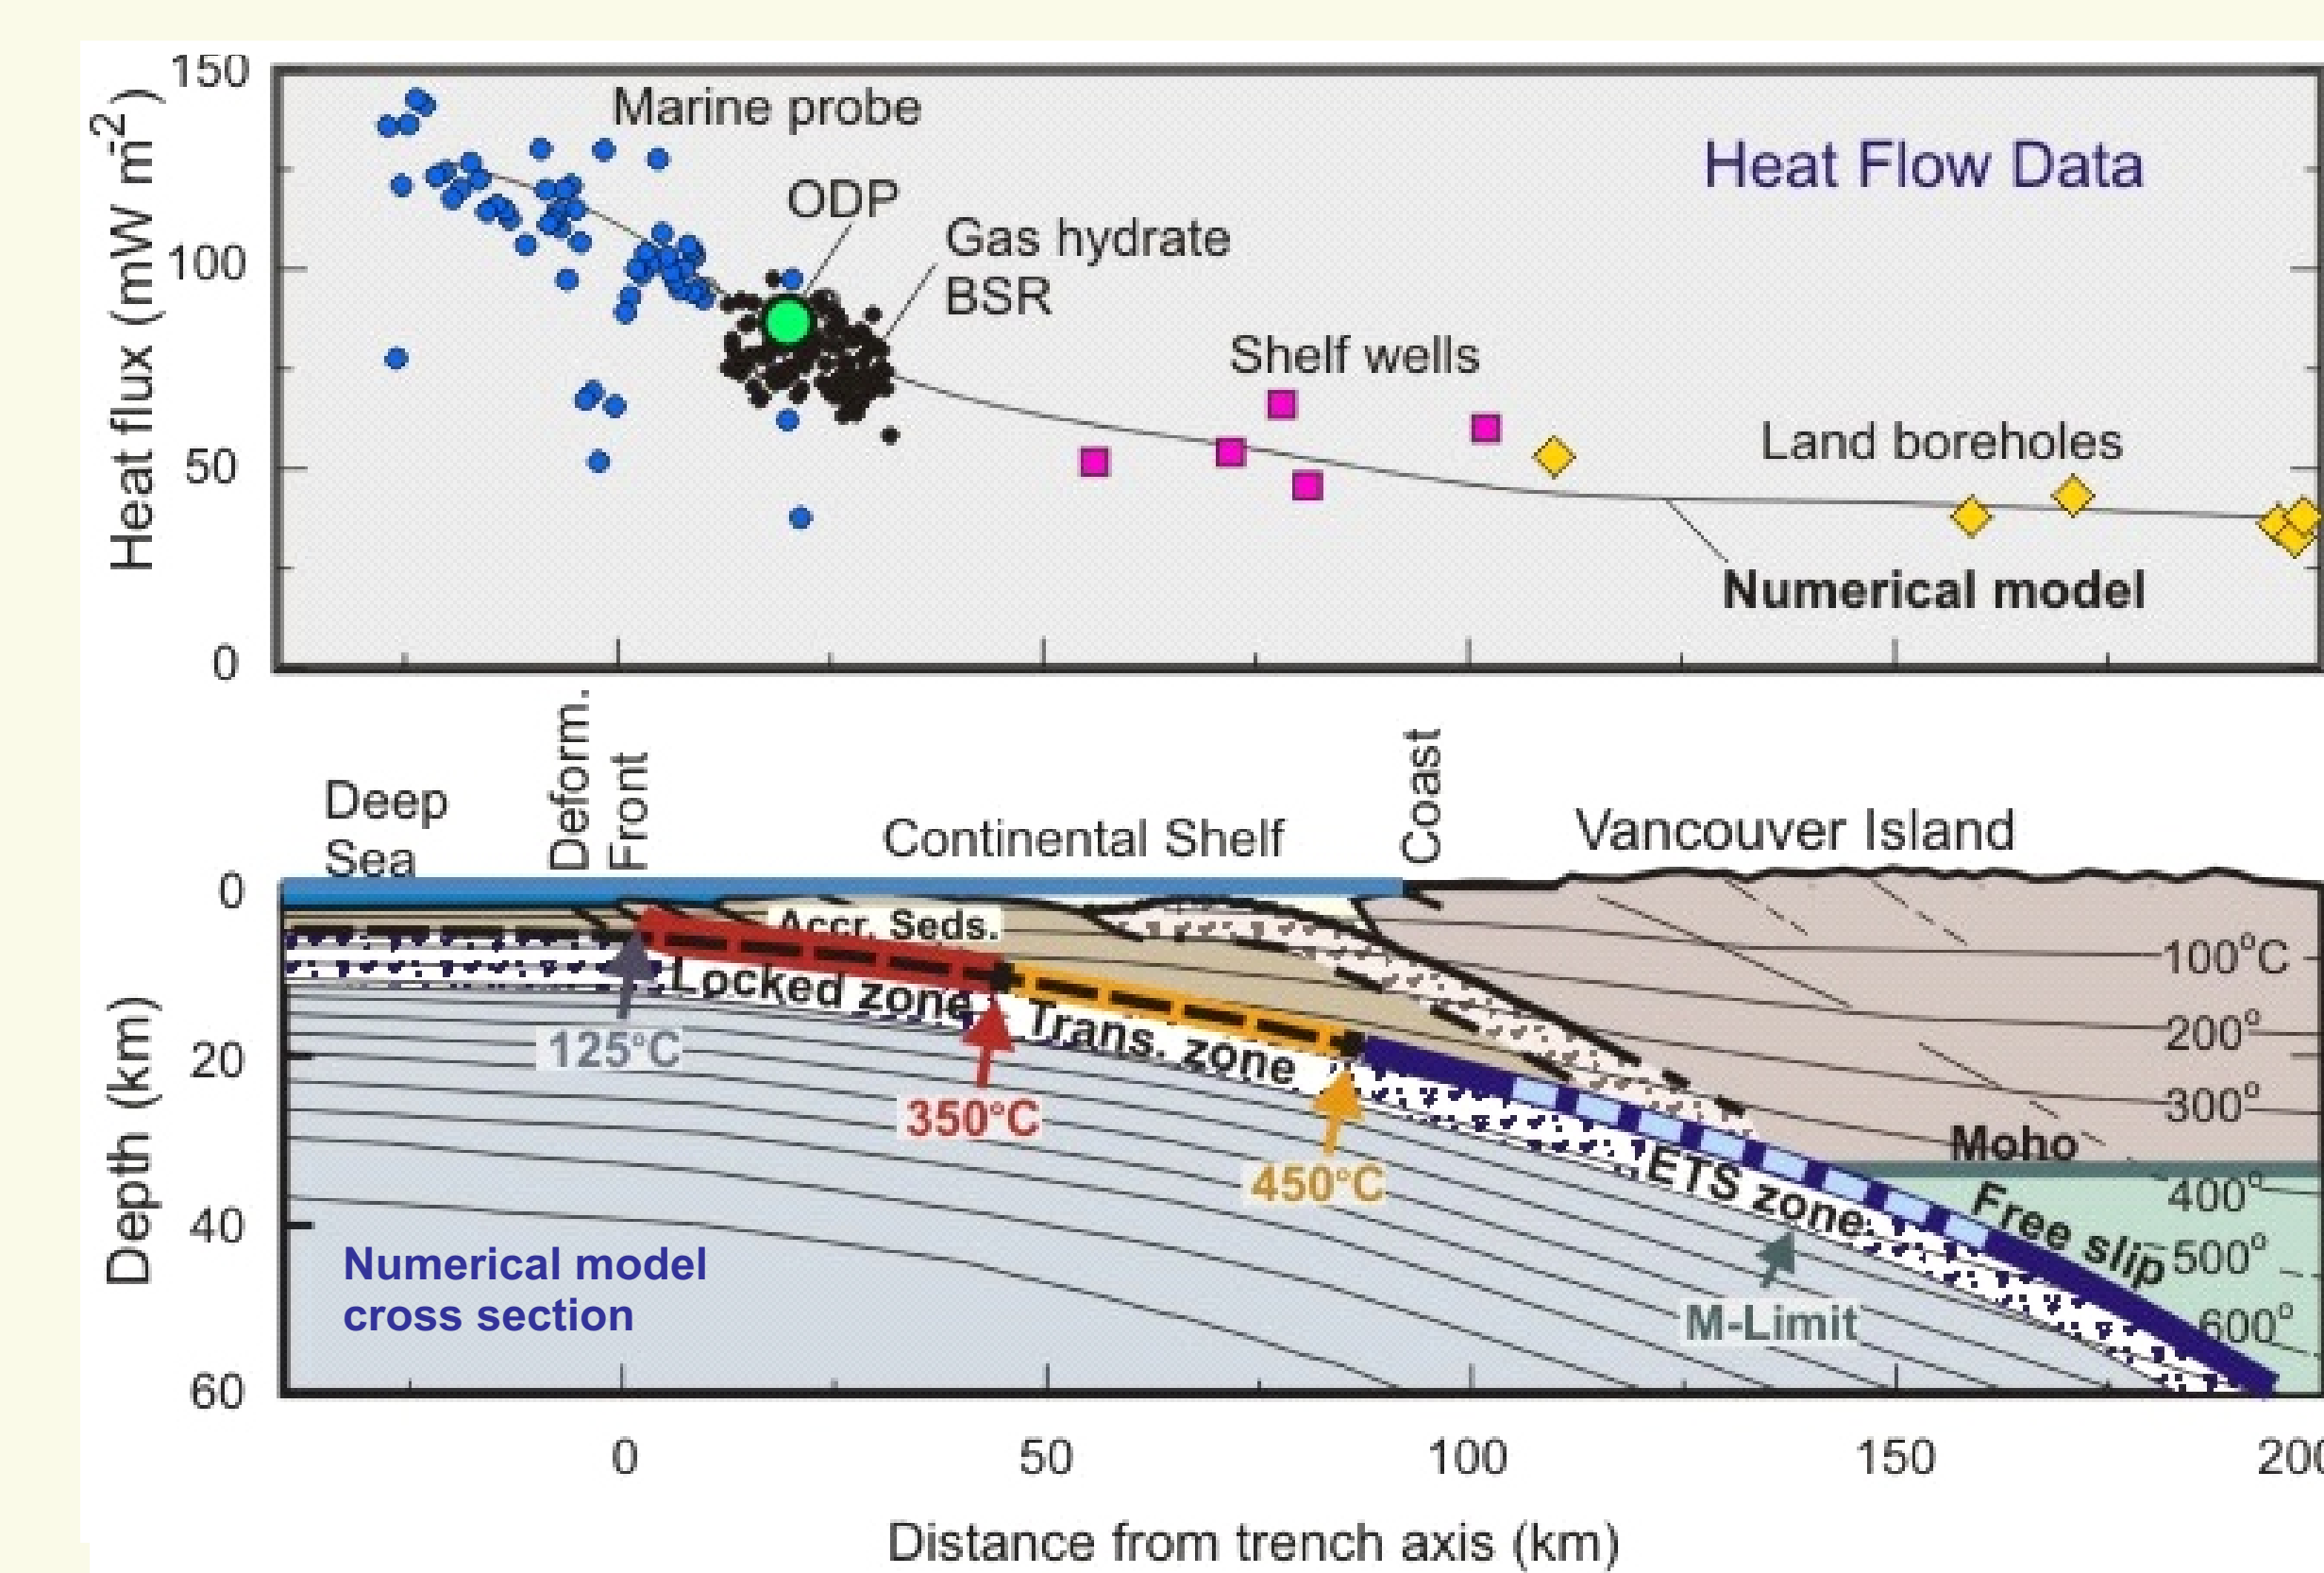 150
Marine probe
Heat Flow Data
ODP
Gas hydrate
BSR
100
Heat flux (mW m⁻²)
Shelf wells
Land boreholes
50
Numerical model
0
Deform.
Front
Coast
Deep
Sea
Continental Shelf
Vancouver Island
0
Accr. Seds.
100°C
Locked zone
Trans. zone
125°C
200°
20
350°C
300°
Moho
450°C
ETS zone
400°
Free slip
40
500°
Depth (km)
Numerical model
cross section
M-Limit
600°
60
0
50
100
150
Distance from trench axis (km)